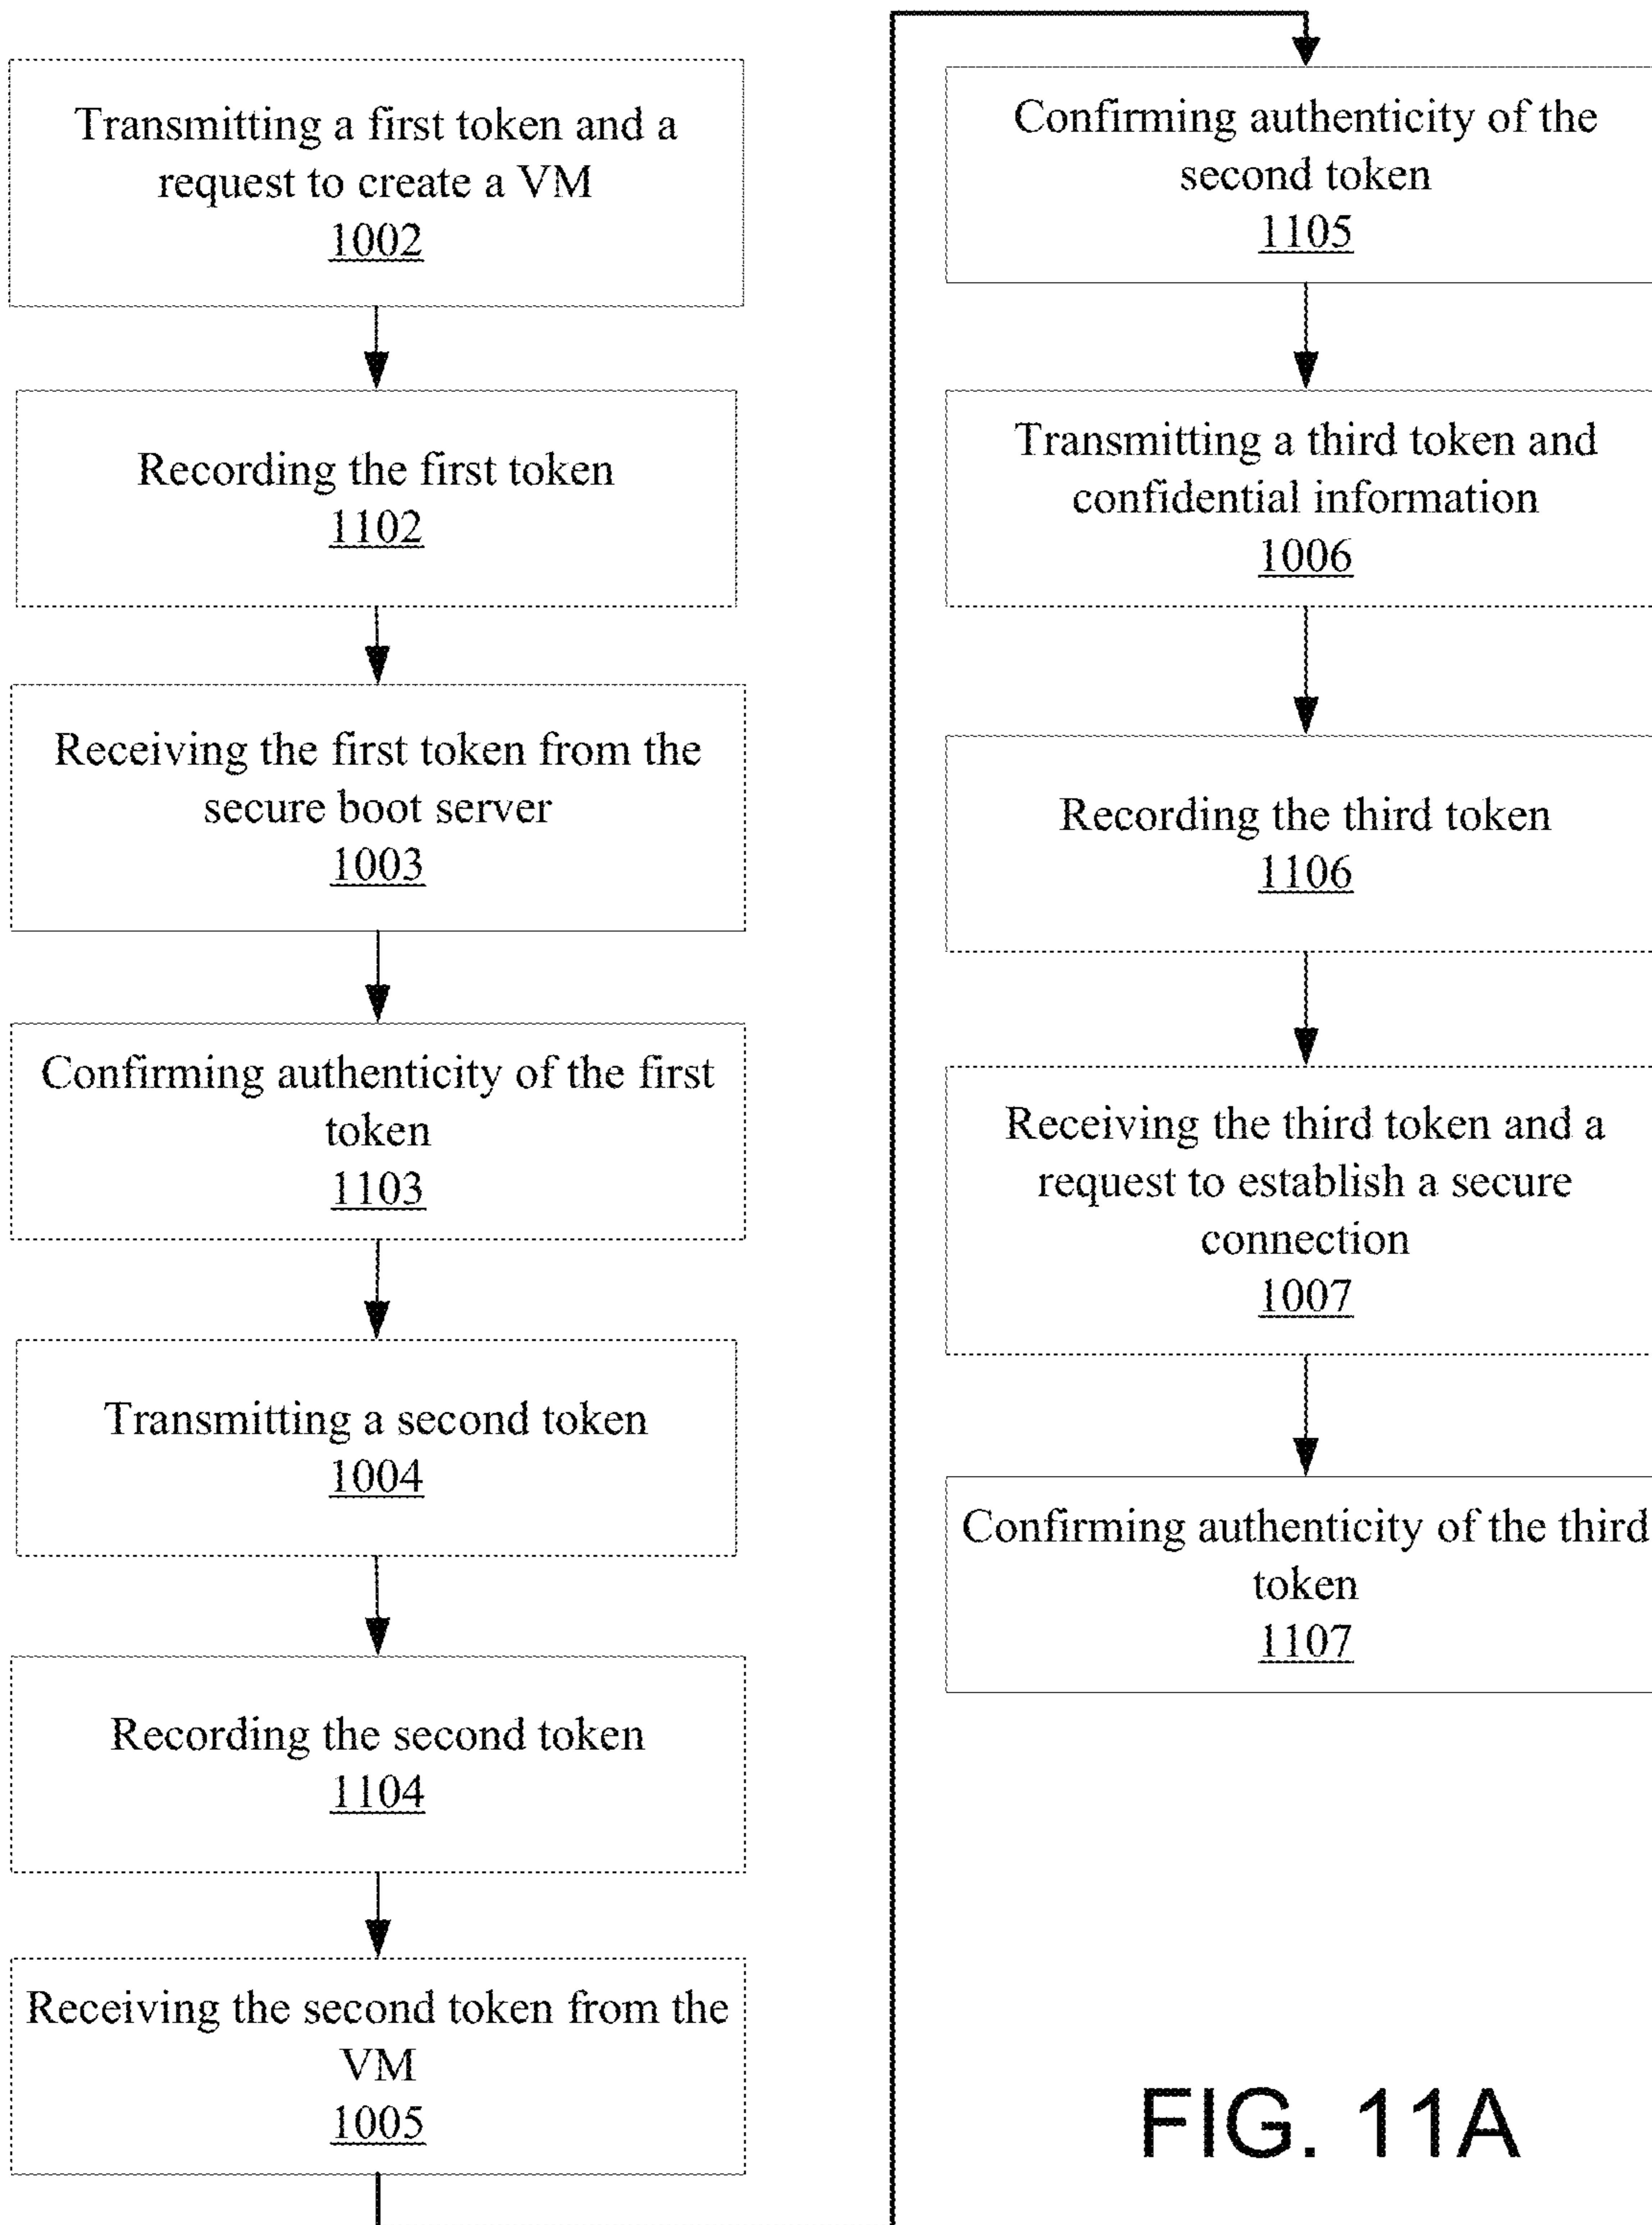 Transmitting a first token and a
request to create a VM
1002
Recording the first token
1102
Receiving the first token from the
secure boot server
1003
Confirming authenticity of the first
token
1103
Transmitting a second token
1004
Recording the second token
1104
Receiving the second token from the
VM
1005
Confirming authenticity of the
second token
1105
Transmitting a third token and
confidential information
1006
Recording the third token
1106
Receiving the third token and a
request to establish a secure
connection
1007
Confirming authenticity of the third
token
1107
FIG. 11A